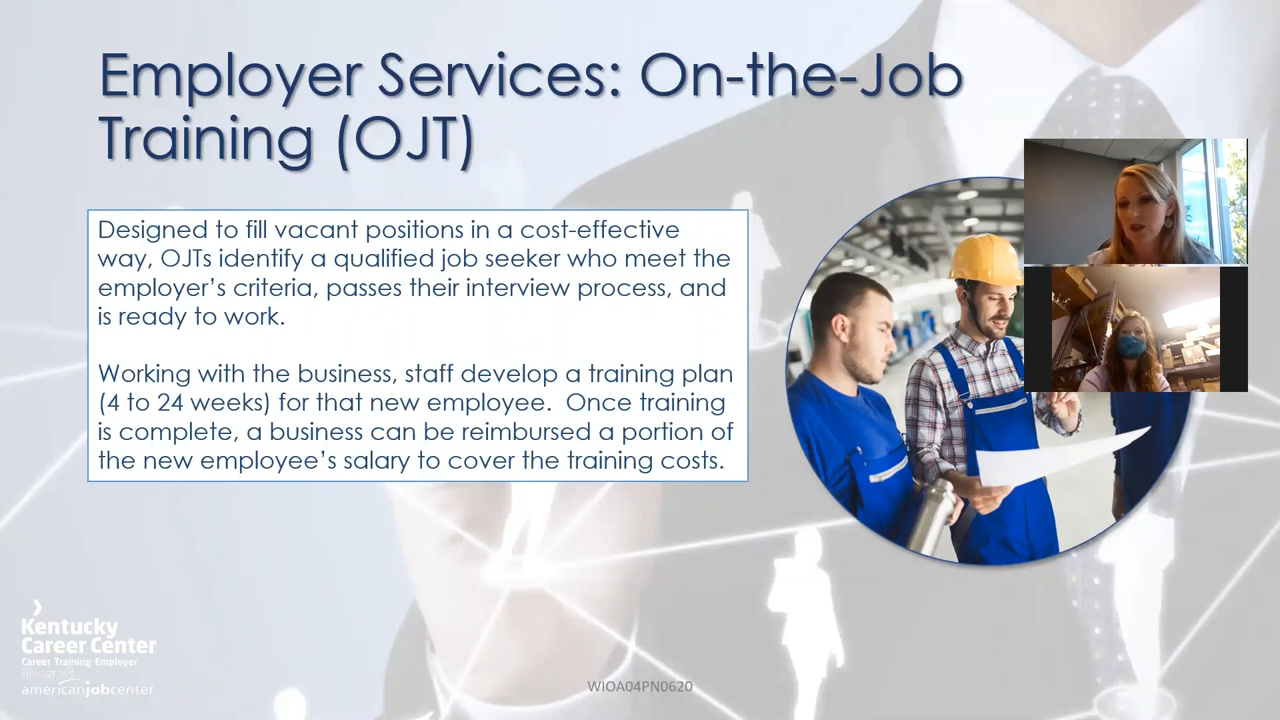 Employer Services: On-the-Job
Training (OJT)
Designed to fill vacant positions in a cost-effective
way, OJTs identify a qualified job seeker who meet the
employer’s criteria, passes their interview process, and
is ready to work.
Working with the business, staff develop a training plan
(4 to 24 weeks) for that new employee.  Once training
is complete, a business can be reimbursed a portion of
the new employee’s salary to cover the training costs.
Kentucky
Career Center
Career Training Employer
americanjobcenter
WIOA04PN0620